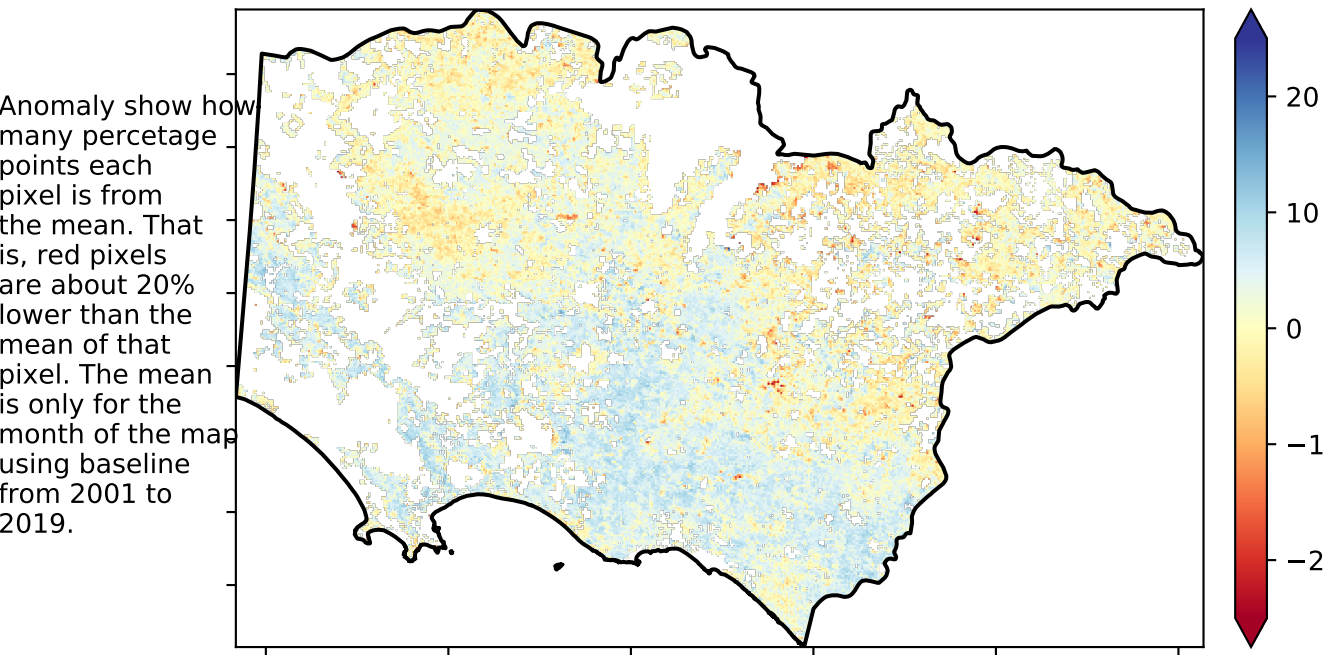 Anomaly show how
many percetage
points each
pixel is from
the mean. That
is, red pixels
are about 20%
lower than the
mean of that
pixel. The mean
is only for the
month of the map
using baseline
from 2001 to
2019.
20
10
0
−1
−2